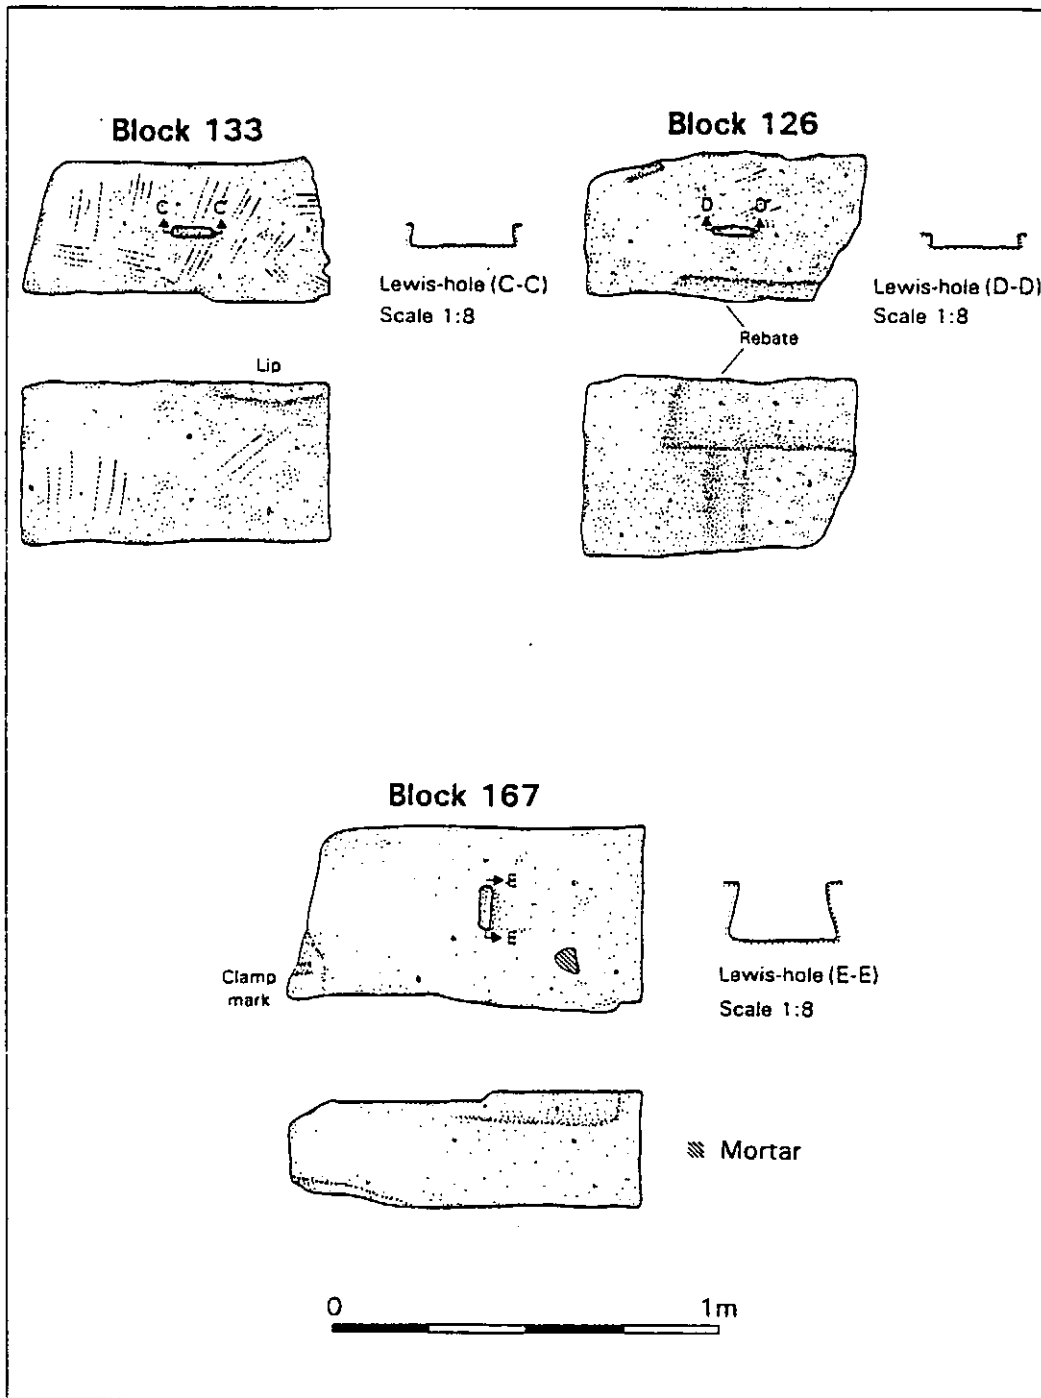 Block 133
C C
Lewis-hole (C-C)
Scale 1:8
Lip
Block 126
D D
Lewis-hole (D-D)
Scale 1:8
Rebate
Block 167
E
E
Clamp
mark
Lewis-hole (E-E)
Scale 1:8
Mortar
0 1m